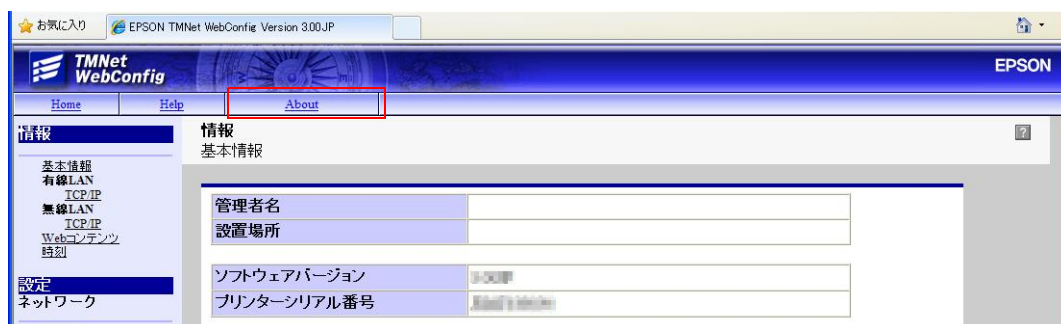 お気に入り
EPSON TMNet WebConfig Version 3.00JP
TMNet
WebConfig
EPSON
Home
Help
About
情報
基本情報
有線LAN
TCP/IP
無線LAN
TCP/IP
Webコンテンツ
時刻
設定
ネットワーク
情報
基本情報
?
管理者名
設置場所
ソフトウェアバージョン
プリンターシリアル番号